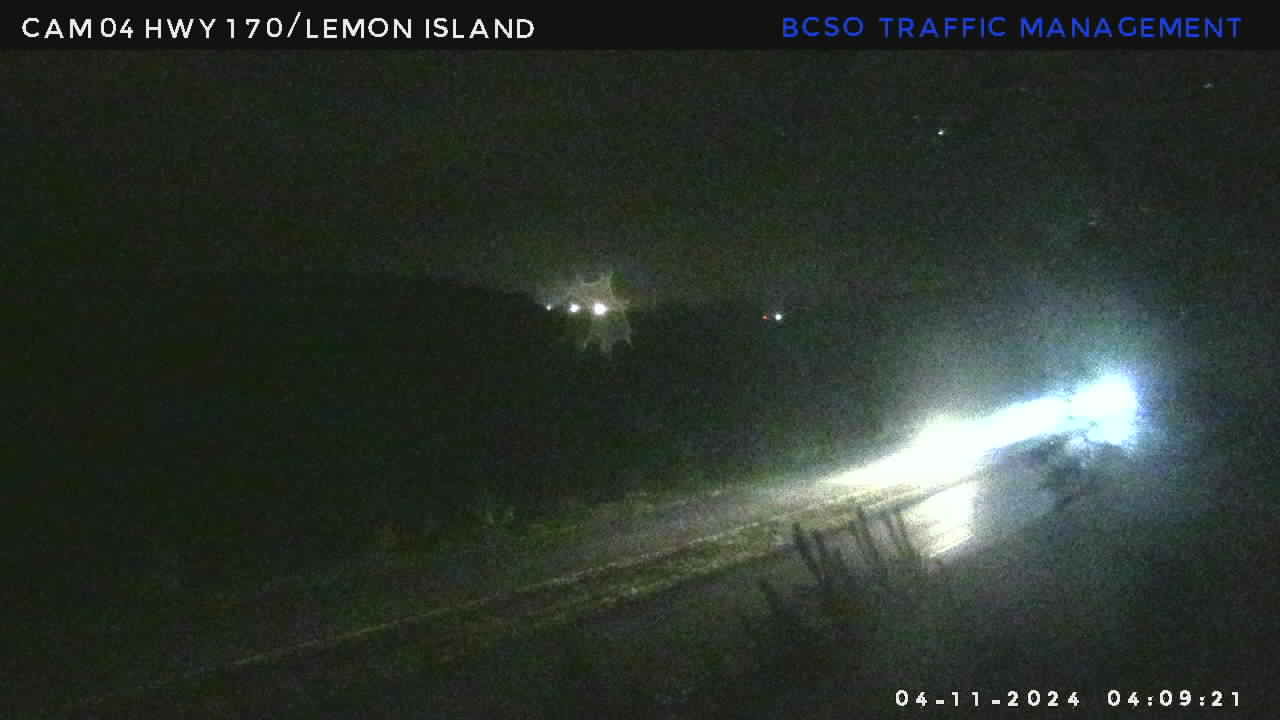 CAM04 HWY 170/LEMON ISLAND
BCSO TRAFFIC MANAGEMENT
04-11-2024 04:09:21